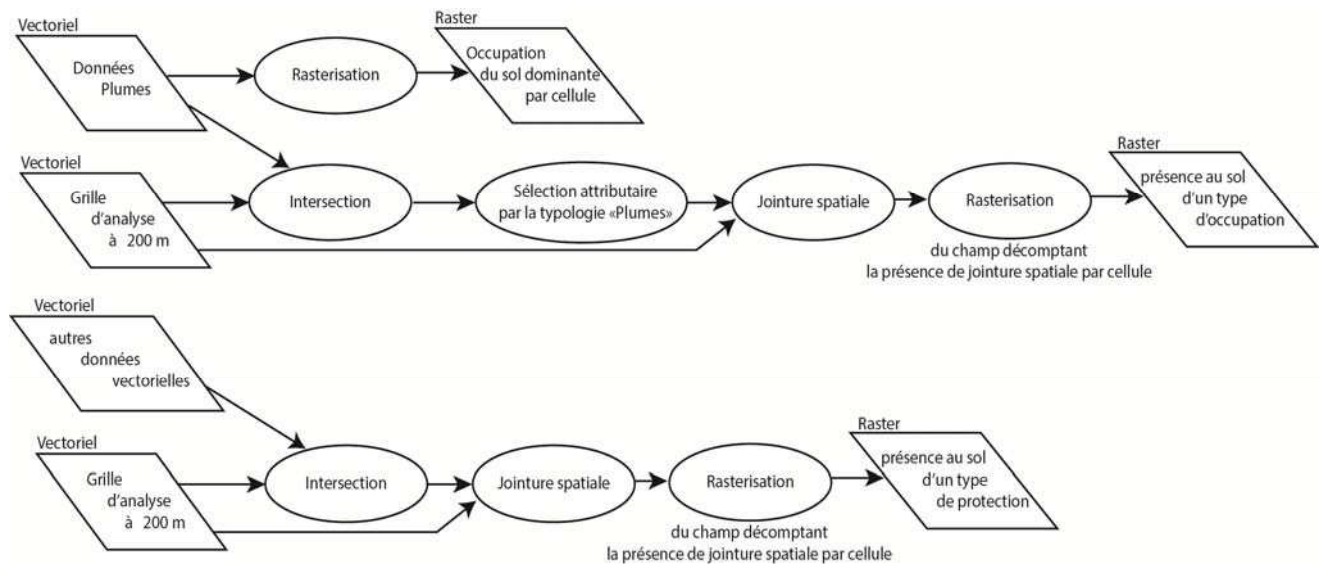 Vectoriel
Données
Plumes
Rasterisation
Raster
Occupation
du sol dominante
par cellule
Vectoriel
Grille
d'analyse
à 200 m
Intersection
Sélection attributaire
par la typologie «Plumes»
Jointure spatiale
Rasterisation
du champ décomptant
la présence de jointure spatiale par cellule
Raster
présence au sol
d'un type
d'occupation
Vectoriel
autres
données
vectorielles
Vectoriel
Grille
d'analyse
à 200 m
Intersection
Jointure spatiale
Rasterisation
du champ décomptant
la présence de jointure spatiale par cellule
Raster
présence au sol
d'un type
de protection